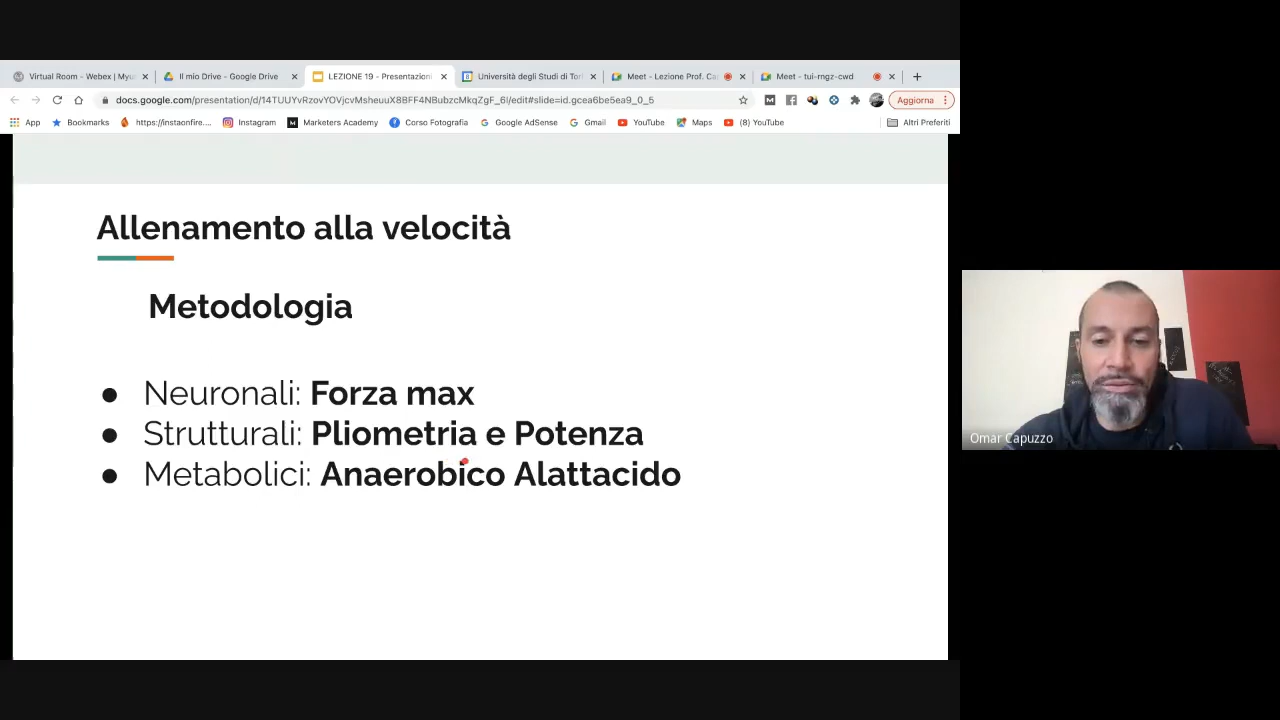 Virtual Room - Webex | Myu
Il mio Drive - Google Drive
LEZIONE 19 - Presentazioni
Università degli Studi di Tori
Meet - Lezione Prof. Ca
Meet - tui-mgz-cwd
docs.google.com/presentation/d/14TUUYvRzovYOVjcvMsheuuX8BFF4NBubzcMkqZgF_6I/edit#slide=id.gcea6be5ea9_0_5
Aggiorna
App
Bookmarks
https://instaonfire....
Instagram
Marketers Academy
Corso Fotografia
Google AdSense
Gmail
YouTube
Maps
(8) YouTube
Altri Preferiti
Allenamento alla velocità
Metodologia
● Neuronali: Forza max
● Strutturali: Pliometria e Potenza
● Metabolici: Anaerobico Alattacido
Omar Capuzzo